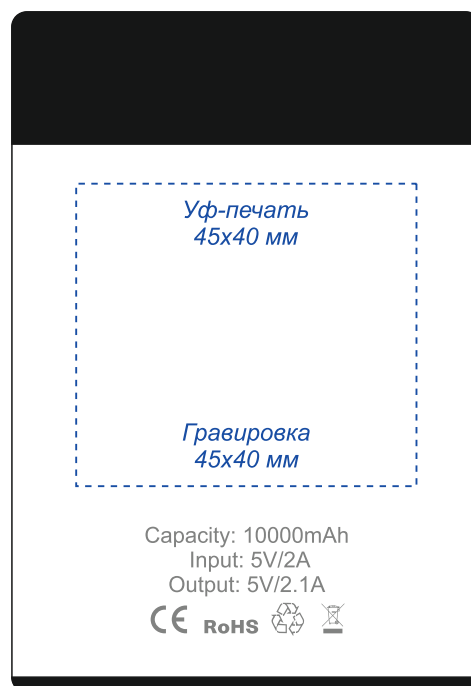 Уф-печать
45х40 мм
Гравировка
45х40 мм
Capacity: 10000mAh
Input: 5V/2A
Output: 5V/2.1A
CE RoHS